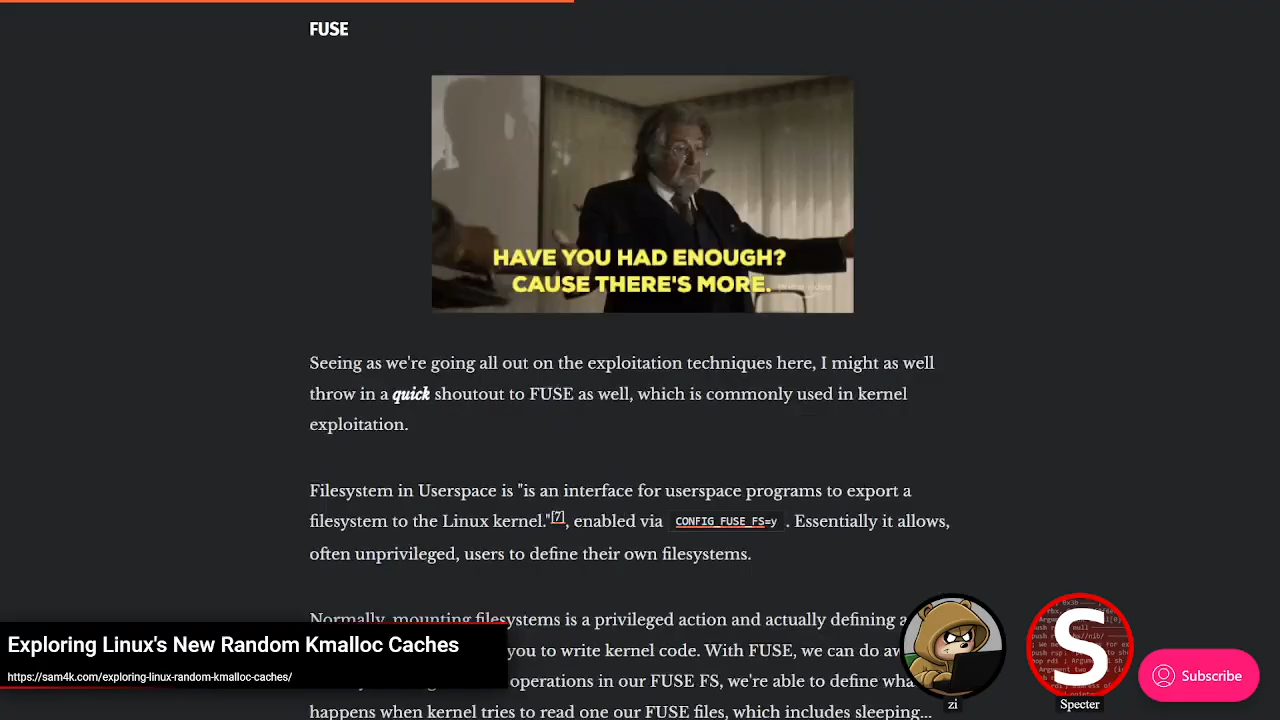 FUSE
HAVE YOU HAD ENOUGH?
CAUSE THERE'S MORE.
Seeing as we're going all out on the exploitation techniques here, I might as well
throw in a quick shoutout to FUSE as well, which is commonly used in kernel
exploitation.
Filesystem in Userspace is "is an interface for userspace programs to export a
filesystem to the Linux kernel."[7], enabled via CONFIG_FUSE_FS=y . Essentially it allows,
often unprivileged, users to define their own filesystems.
Normally, mounting filesystems is a privileged action and actually defining a
you to write kernel code. With FUSE, we can do aw
operations in our FUSE FS, we're able to define wha
happens when kernel tries to read one our FUSE files, which includes sleeping...
Exploring Linux's New Random Kmalloc Caches
https://sam4k.com/exploring-linux-random-kmalloc-caches/
zi
S
Specter
Subscribe